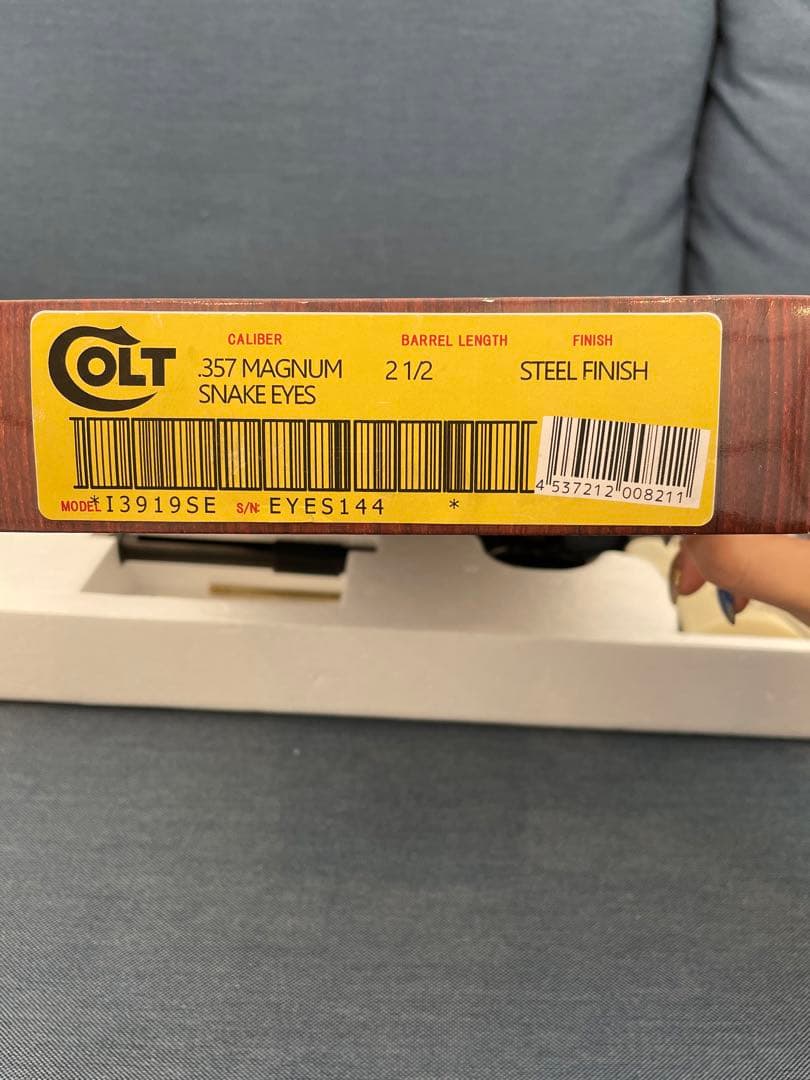 COLT
CALIBER BARREL LENGTH FINISH
.357 MAGNUM 2 1/2 STEEL FINISH
SNAKE EYES
MODEL *I3919SE S/N: EYES144 *
4 537212 008211